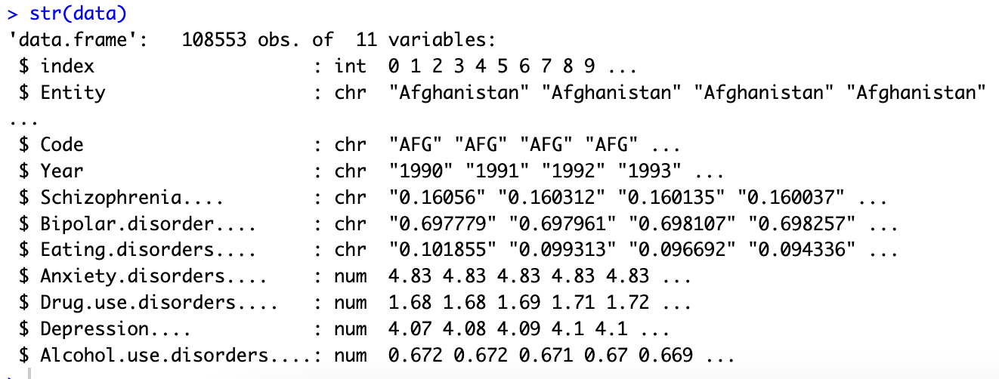 > str(data)
'data.frame':   108553 obs. of  11 variables:
 $ index                     : int  0 1 2 3 4 5 6 7 8 9 ...
 $ Entity                    : chr  "Afghanistan" "Afghanistan" "Afghanistan" "Afghanistan"
...
 $ Code                      : chr  "AFG" "AFG" "AFG" "AFG" ...
 $ Year                      : chr  "1990" "1991" "1992" "1993" ...
 $ Schizophrenia....         : chr  "0.16056" "0.160312" "0.160135" "0.160037" ...
 $ Bipolar.disorder....      : chr  "0.697779" "0.697961" "0.698107" "0.698257" ...
 $ Eating.disorders....      : chr  "0.101855" "0.099313" "0.096692" "0.094336" ...
 $ Anxiety.disorders....     : num  4.83 4.83 4.83 4.83 4.83 ...
 $ Drug.use.disorders....    : num  1.68 1.68 1.69 1.71 1.72 ...
 $ Depression....            : num  4.07 4.08 4.09 4.1 4.1 ...
 $ Alcohol.use.disorders....: num  0.672 0.672 0.671 0.67 0.669 ...